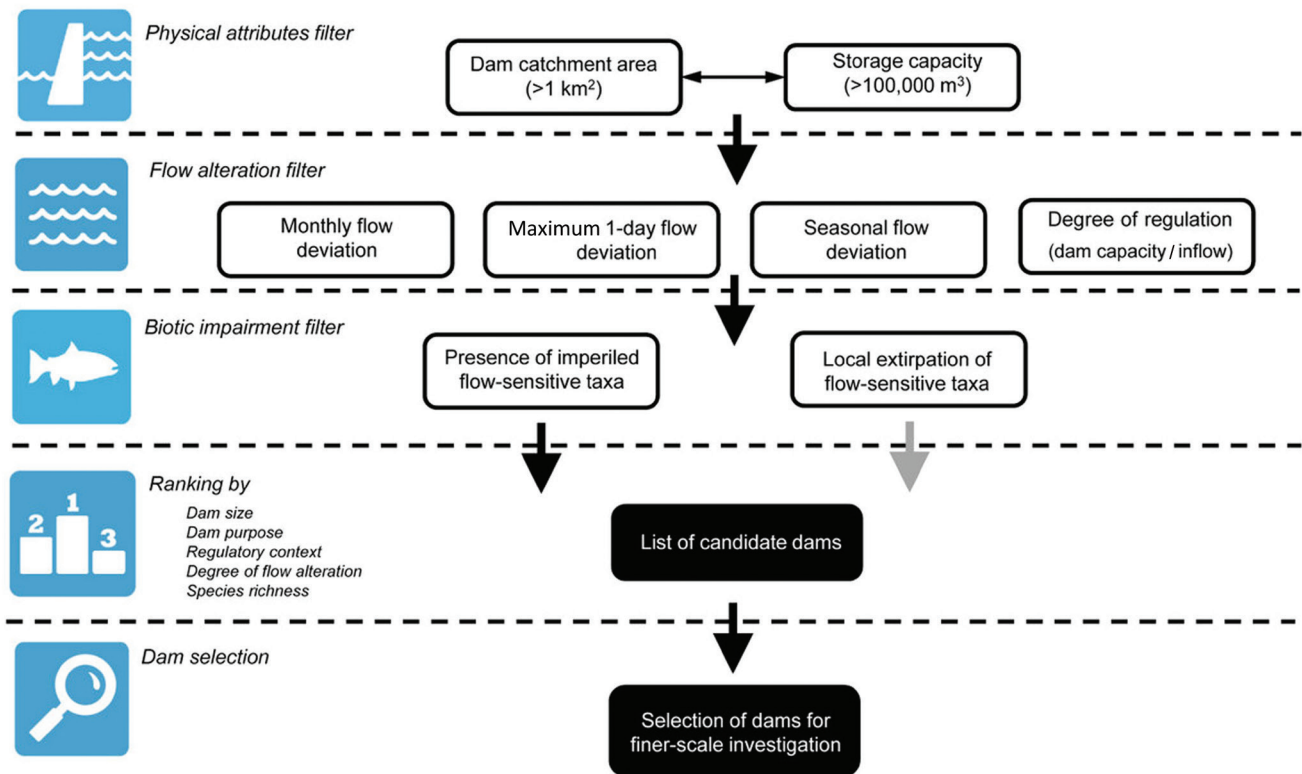 Physical attributes filter
Dam catchment area
(>1 km²)
Storage capacity
(>100,000 m³)
Flow alteration filter
Monthly flow
deviation
Maximum 1-day flow
deviation
Seasonal flow
deviation
Degree of regulation
(dam capacity / inflow)
Biotic impairment filter
Presence of imperiled
flow-sensitive taxa
Local extirpation of
flow-sensitive taxa
2 1 3
Ranking by
Dam size
Dam purpose
Regulatory context
Degree of flow alteration
Species richness
List of candidate dams
Dam selection
Selection of dams for
finer-scale investigation